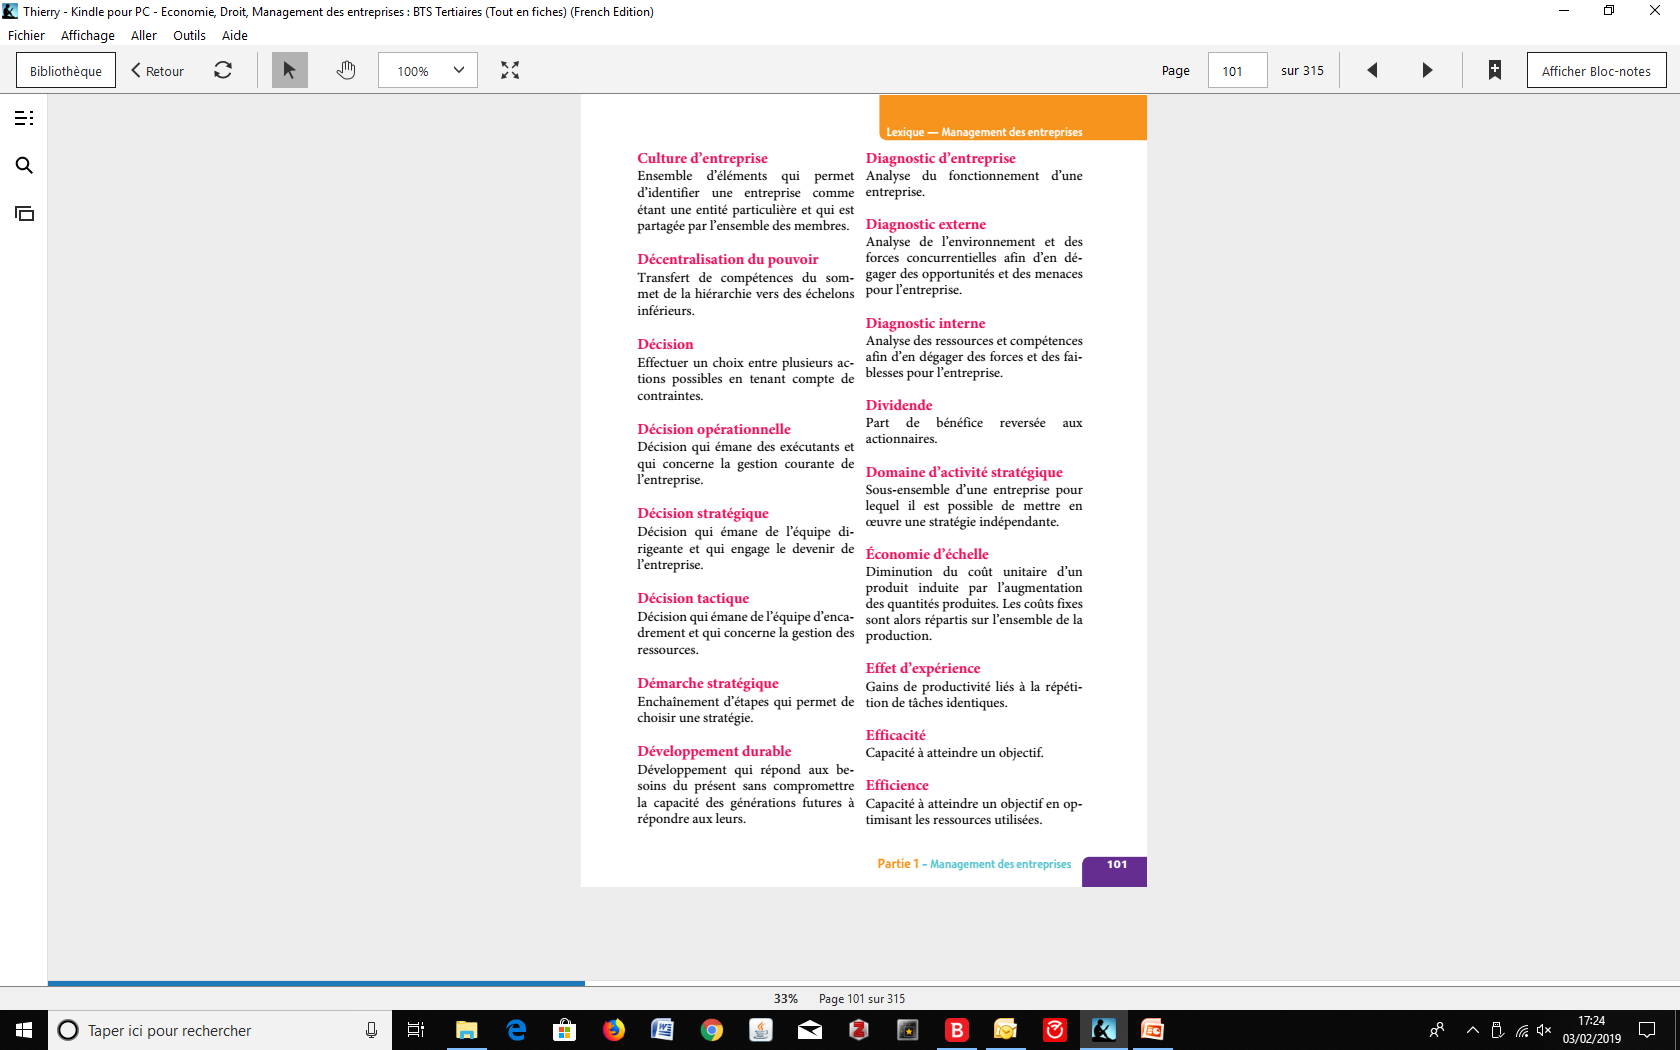 Thierry - Kindle pour PC - Economie, Droit, Management des entreprises : BTS Tertiaires (Tout en fiches) (French Edition)
Fichier Affichage Aller Outils Aide
Bibliothèque Retour 100% Page 101 sur 315 Afficher Bloc-notes
Lexique — Management des entreprises
Culture d’entreprise
Ensemble d’éléments qui permet
d’identifier une entreprise comme
étant une entité particulière et qui est
partagée par l’ensemble des membres.
Décentralisation du pouvoir
Transfert de compétences du som-
met de la hiérarchie vers des échelons
inférieurs.
Décision
Effectuer un choix entre plusieurs ac-
tions possibles en tenant compte de
contraintes.
Décision opérationnelle
Décision qui émane des exécutants et
qui concerne la gestion courante de
l’entreprise.
Décision stratégique
Décision qui émane de l’équipe di-
rigeante et qui engage le devenir de
l’entreprise.
Décision tactique
Décision qui émane de l’équipe d’enca-
drement et qui concerne la gestion des
ressources.
Démarche stratégique
Enchaînement d’étapes qui permet de
choisir une stratégie.
Développement durable
Développement qui répond aux be-
soins du présent sans compromettre
la capacité des générations futures à
répondre aux leurs.
Diagnostic d’entreprise
Analyse du fonctionnement d’une
entreprise.
Diagnostic externe
Analyse de l’environnement et des
forces concurrentielles afin d’en dé-
gager des opportunités et des menaces
pour l’entreprise.
Diagnostic interne
Analyse des ressources et compétences
afin d’en dégager des forces et des fai-
blesses pour l’entreprise.
Dividende
Part de bénéfice reversée aux
actionnaires.
Domaine d’activité stratégique
Sous-ensemble d’une entreprise pour
lequel il est possible de mettre en
œuvre une stratégie indépendante.
Économie d’échelle
Diminution du coût unitaire d’un
produit induite par l’augmentation
des quantités produites. Les coûts fixes
sont alors répartis sur l’ensemble de la
production.
Effet d’expérience
Gains de productivité liés à la répéti-
tion de tâches identiques.
Efficacité
Capacité à atteindre un objectif.
Efficience
Capacité à atteindre un objectif en op-
timisant les ressources utilisées.
Partie 1 – Management des entreprises 101
33% Page 101 sur 315
Taper ici pour rechercher
17:24
03/02/2019